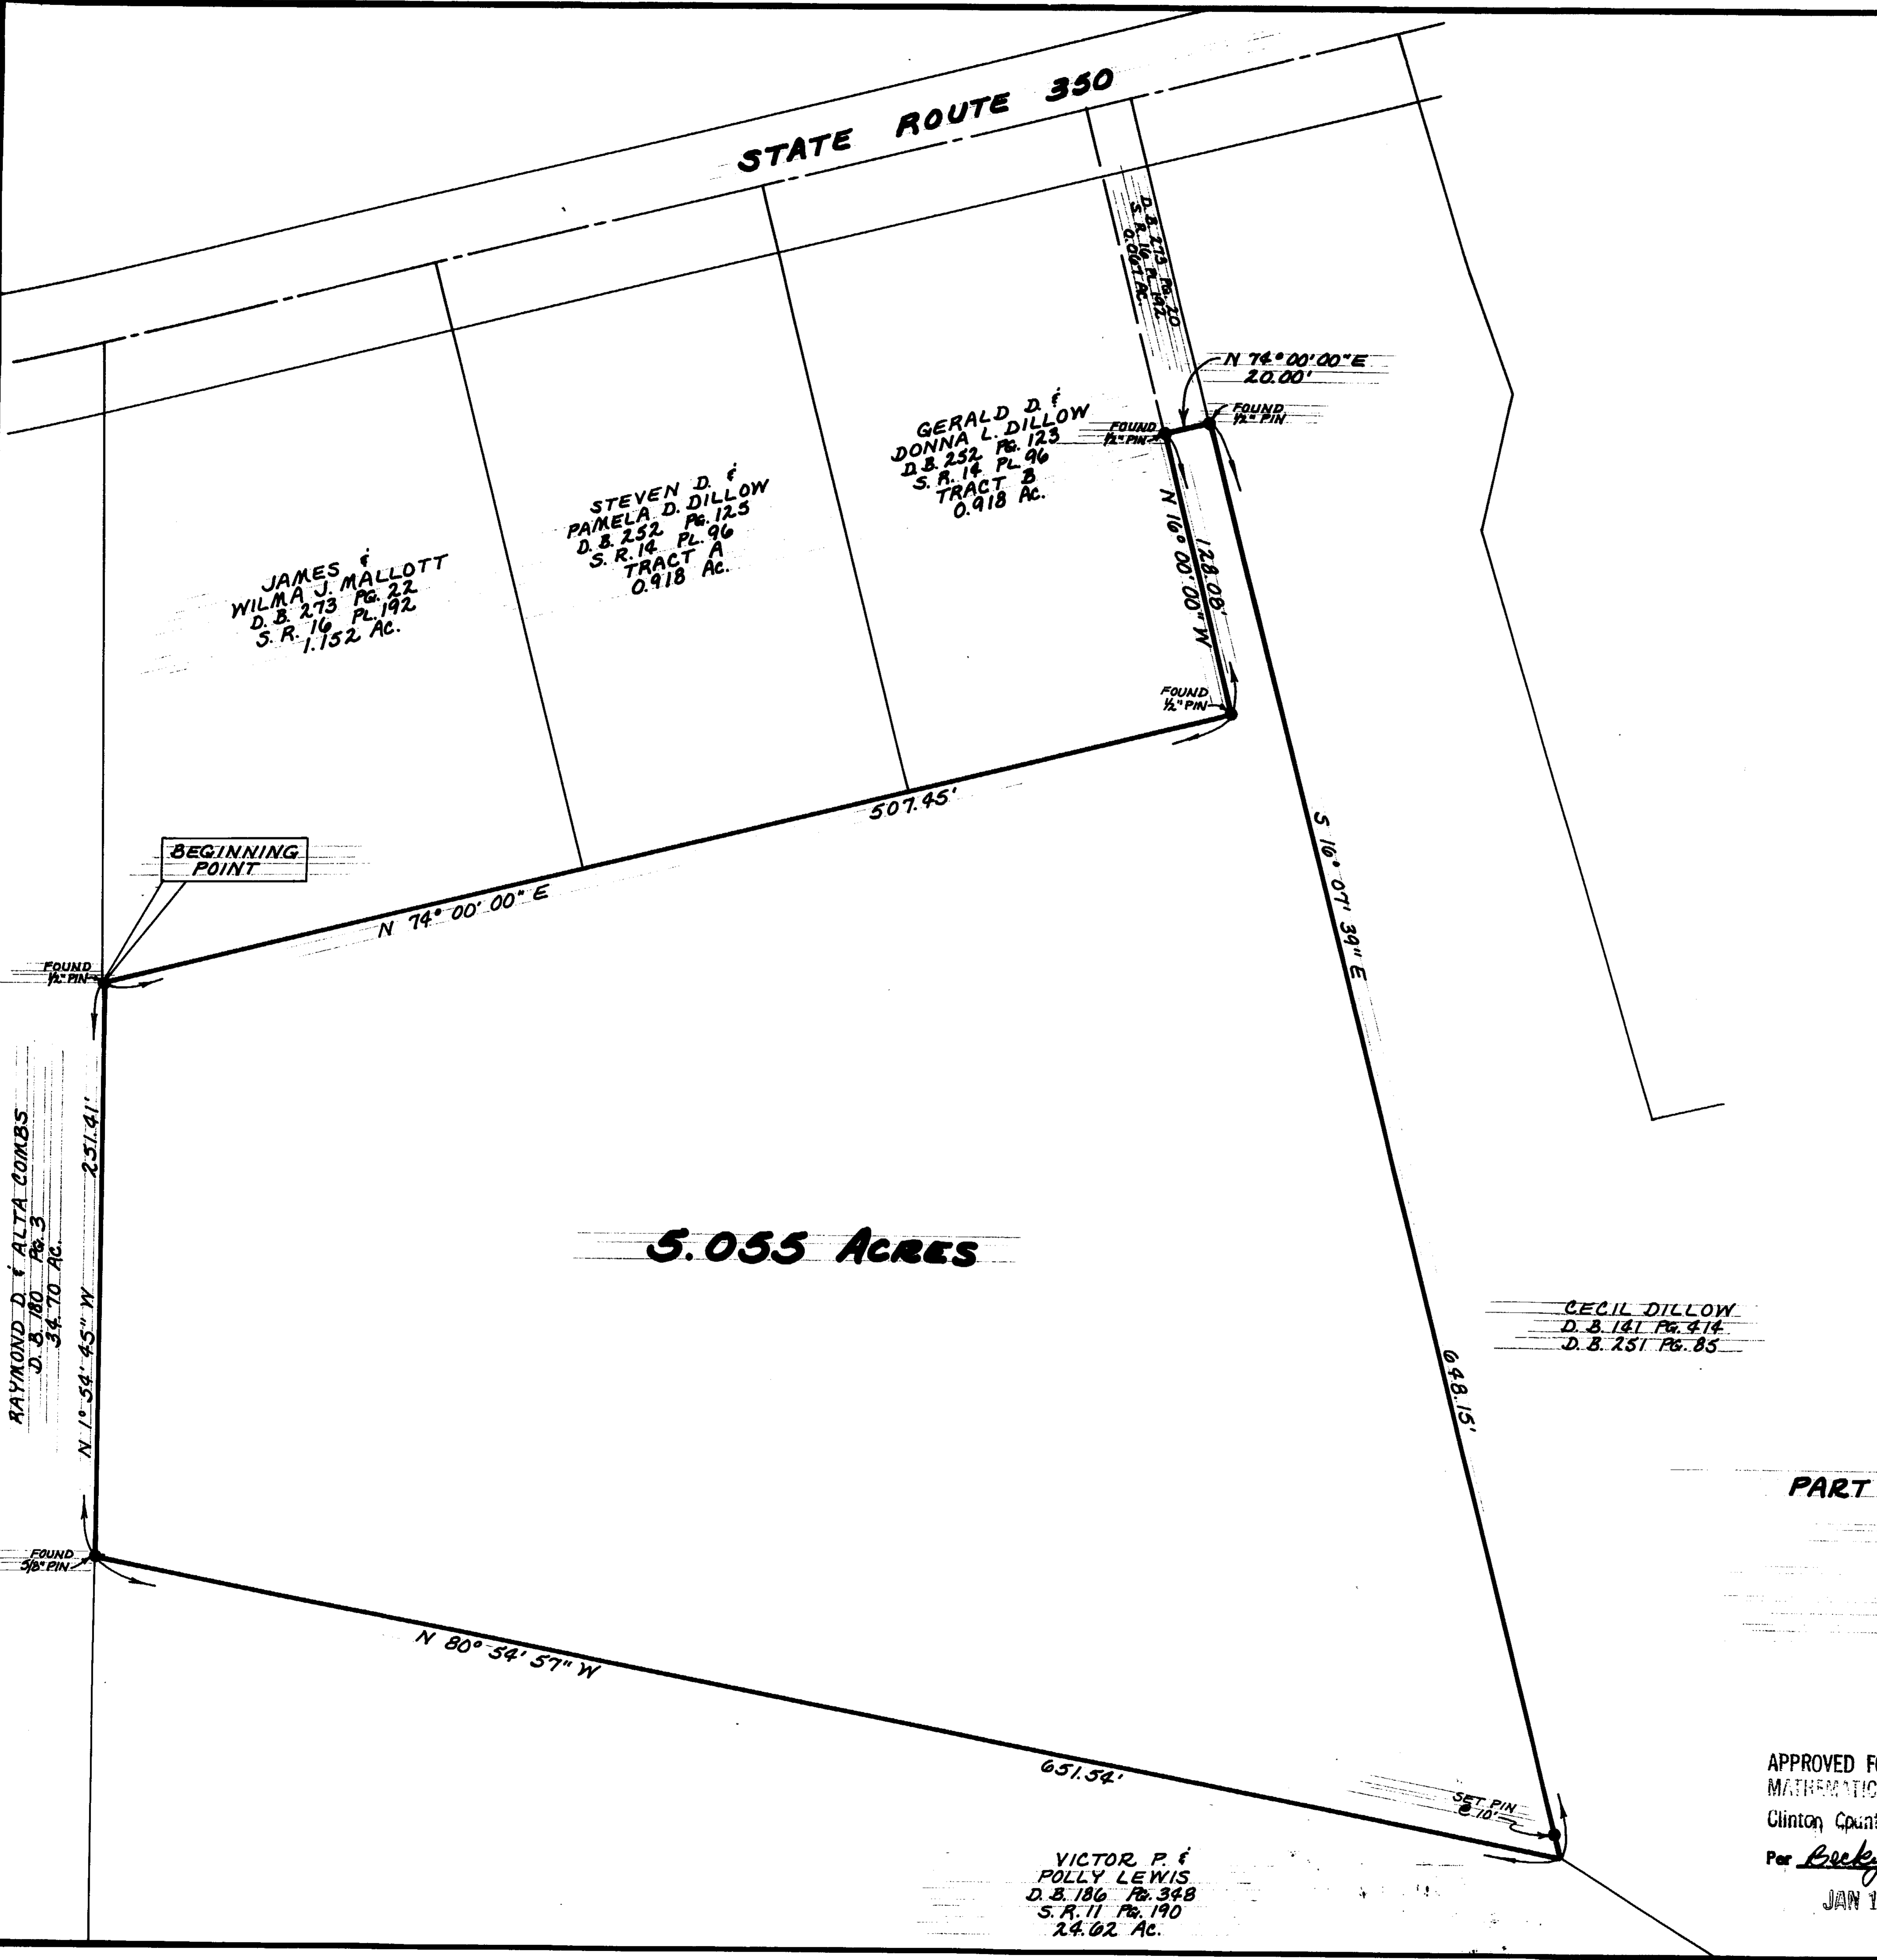 STATE ROUTE 350
D. B. 273 PG. 20
S. R. 16 PL. 192
0.067 AC.
N 74° 00' 00" E
20.00'
FOUND
1/2" PIN
FOUND
1/2" PIN
GERALD D. &
DONNA L. DILLOW
D. B. 252 PG. 123
S. R. 14 PL. 96
TRACT B
0.918 AC.
STEVEN D. &
PAMELA D. DILLOW
D. B. 252 PG. 125
S. R. 14 PL. 96
TRACT A
0.918 AC.
JAMES &
WILMA J. MALLOTT
D. B. 273 PG. 22
S. R. 16 PL. 192
1.152 AC.
128.08'
N 16° 00' 00" W
FOUND
1/2" PIN
507.45'
N 74° 00' 00" E
BEGINNING
POINT
FOUND
1/2" PIN
S 16° 07' 39" E
648.15'
RAYMOND D. & ALTA COMBS
D. B. 180 PG. 3
34.70 AC.
N 1° 54' 45" W 251.41'
5.055 ACRES
CECIL DILLOW
D. B. 141 PG. 414
D. B. 251 PG. 85
PART
FOUND
5/8" PIN
N 80° 54' 57" W
651.54'
SET PIN
@ 10'
VICTOR P. &
POLLY LEWIS
D. B. 186 PG. 348
S. R. 11 PG. 190
24.62 AC.
APPROVED F
MATHEMATIC
Clinton Count
Per Becky
JAN 1